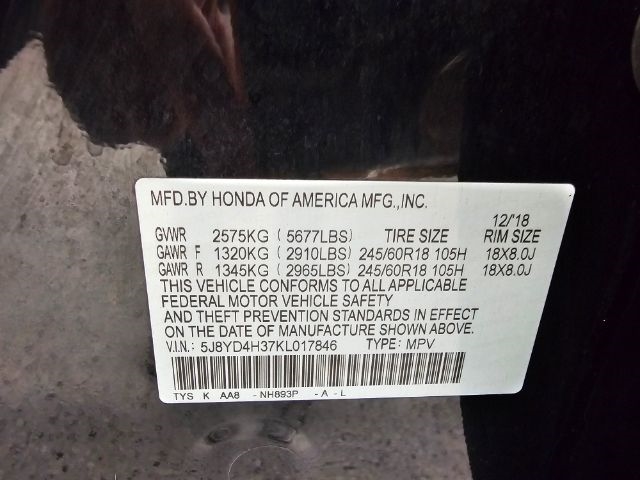 MFD.BY HONDA OF AMERICA MFG.,INC.
12/'18
GVWR 2575KG ( 5677LBS) TIRE SIZE RIM SIZE
GAWR F 1320KG ( 2910LBS) 245/60R18 105H 18X8.0J
GAWR R 1345KG ( 2965LBS) 245/60R18 105H 18X8.0J
THIS VEHICLE CONFORMS TO ALL APPLICABLE
FEDERAL MOTOR VEHICLE SAFETY
AND THEFT PREVENTION STANDARDS IN EFFECT
ON THE DATE OF MANUFACTURE SHOWN ABOVE.
V.I.N.: 5J8YD4H37KL017846 TYPE: MPV
TYS K AA8 -NH893P -A-L